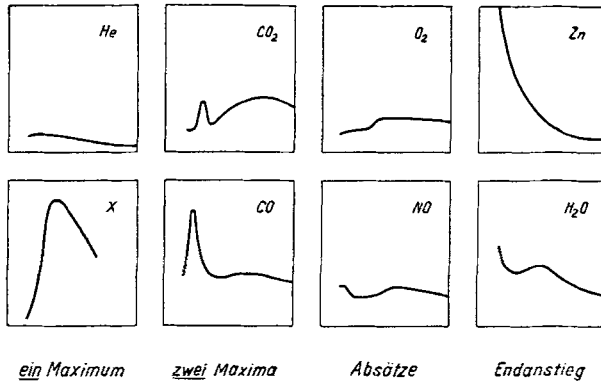 He CO₂ O₂ Zn
X CO NO H₂O
ein Maximum zwei Maxima Absätze Endanstieg